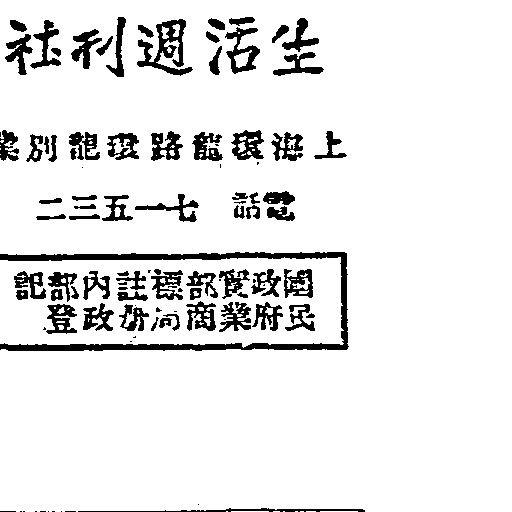 生活週刊社
上海環龍路環龍別業
電話 七一五三二
國政實部標註內部記
民府業商局冊政登